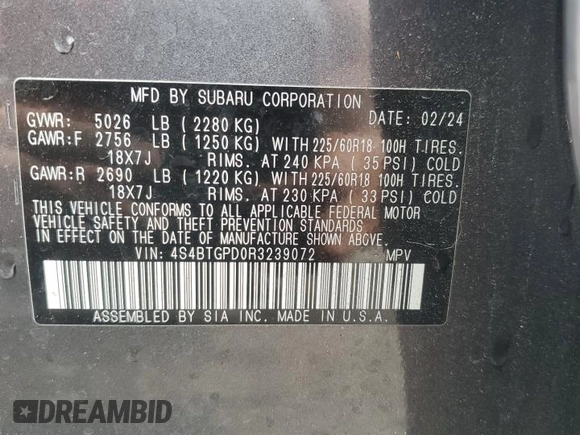 MFD BY SUBARU CORPORATION
GVWR: 5026 LB (2280 KG) DATE: 02/24
GAWR:F 2756 LB (1250 KG) WITH 225/60R18 100H TIRES.
18X7J RIMS. AT 240 KPA (35 PSI) COLD
GAWR:R 2690 LB (1220 KG) WITH 225/60R18 100H TIRES.
18X7J RIMS. AT 230 KPA (33 PSI) COLD
THIS VEHICLE CONFORMS TO ALL APPLICABLE FEDERAL MOTOR
VEHICLE SAFETY AND THEFT PREVENTION STANDARDS
IN EFFECT ON THE DATE OF MANUFACTURE SHOWN ABOVE.
VIN: 4S4BTGPD0R3239072 MPV
ASSEMBLED BY SIA INC. MADE IN U.S.A.
DREAMBID